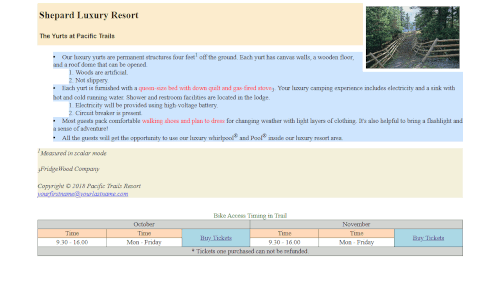 Shepard Luxury Resort
The Yurts at Pacific Trails
• Our luxury yurts are permanent structures four feet1 off the ground. Each yurt has canvas walls, a wooden floor,
and a roof dome that can be opened.
1. Woods are artificial.
2. Not slippery.
• Each yurt is furnished with a queen-size bed with down quilt and gas fired stove2. Your luxury camping experience includes electricity and a sink with
hot and cold running water. Shower and restroom facilities are located in the lodge.
1. Electricity will be provided using high-voltage battery.
2. Circuit breaker is present.
• Most guests pack comfortable walking shoes and plan to dress for changing weather with light layers of clothing. It's also helpful to bring a flashlight and
a sense of adventure!
• All the guests will get the opportunity to use our luxury whirlpool® and Pool® inside our luxury resort area.
1Measured in scalar mode
2FridgeWood Company
Copyright © 2018 Pacific Trails Resort
yourfirstname@yourlastname.com
Bike Access Timing in Trail
October November
Time Time Buy Tickets Time Time Buy Tickets
9.30 - 16.00 Mon - Friday 9.30 - 16.00 Mon - Friday
* Tickets one purchased can not be refunded